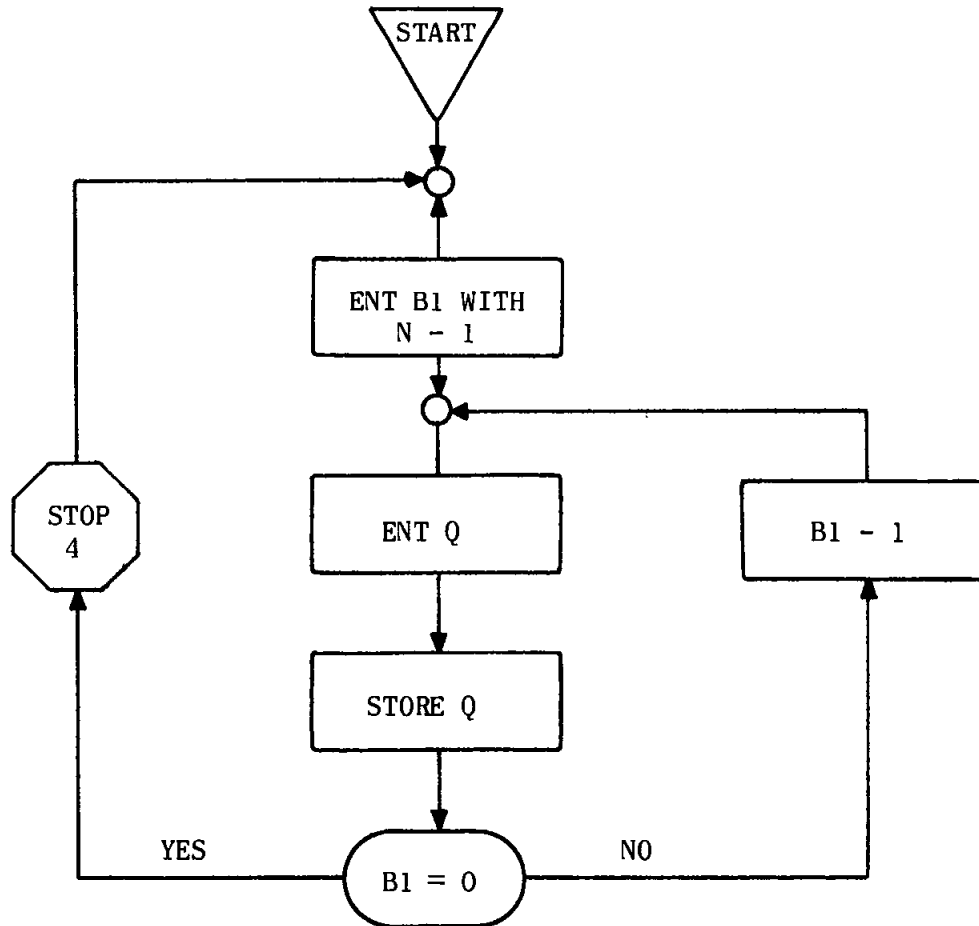 START
ENT B1 WITH
N - 1
ENT Q
STOP
4
B1 - 1
STORE Q
YES
NO
B1 = 0